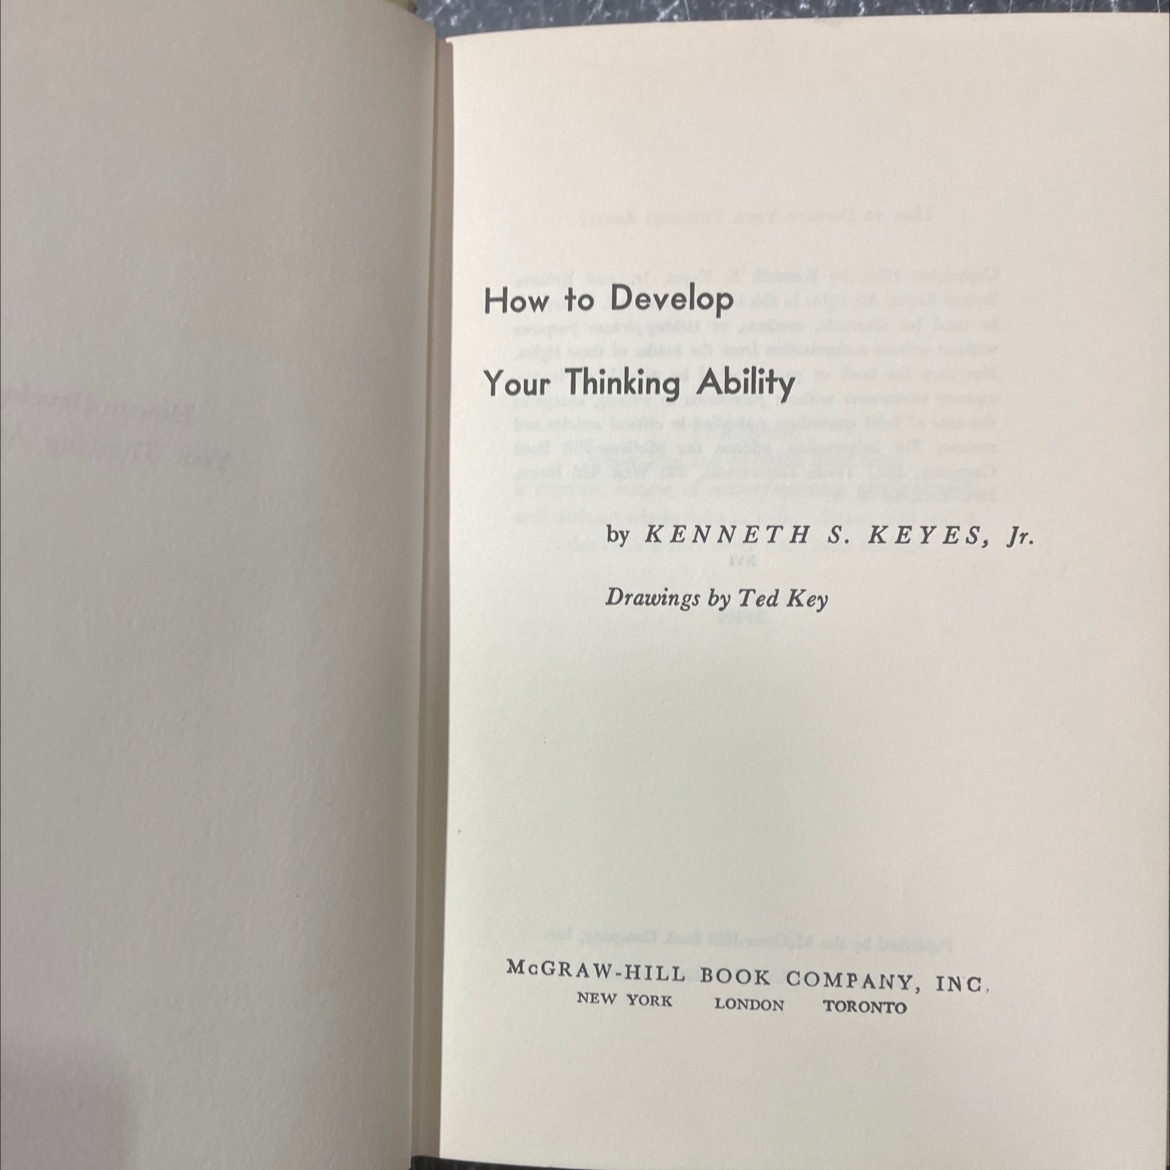 How to Develop
Your Thinking Ability
by KENNETH S. KEYES, Jr.
Drawings by Ted Key
McGRAW-HILL BOOK COMPANY, INC.
NEW YORK LONDON TORONTO